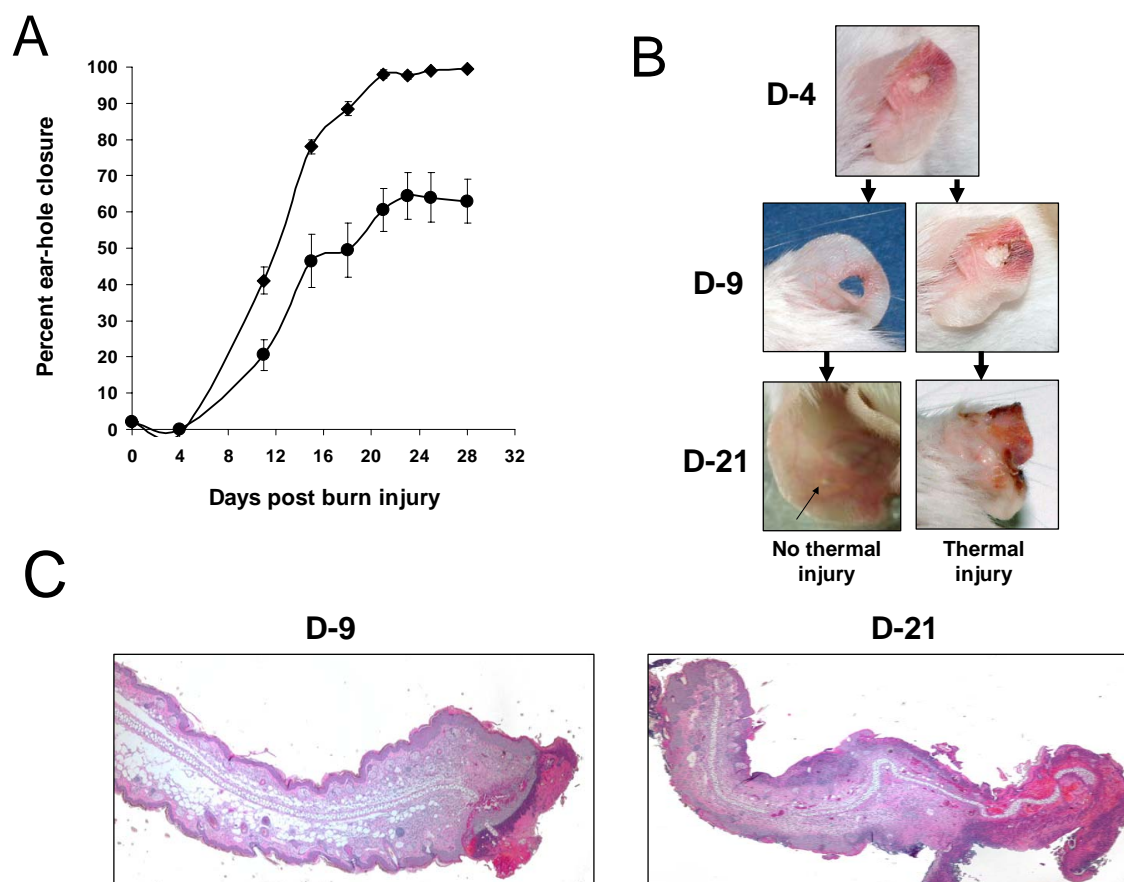 A
Percent ear-hole closure
100
90
80
70
60
50
40
30
20
10
0
0 4 8 12 16 20 24 28 32
Days post burn injury
B
D-4
D-9
D-21
No thermal
injury
Thermal
injury
C
D-9
D-21